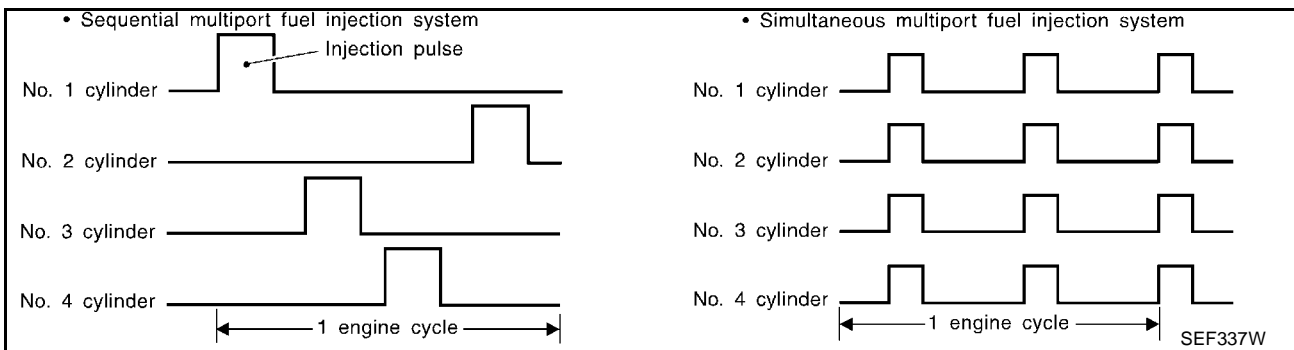 • Sequential multiport fuel injection system
Injection pulse
No. 1 cylinder
No. 2 cylinder
No. 3 cylinder
No. 4 cylinder
1 engine cycle
• Simultaneous multiport fuel injection system
No. 1 cylinder
No. 2 cylinder
No. 3 cylinder
No. 4 cylinder
1 engine cycle
SEF337W